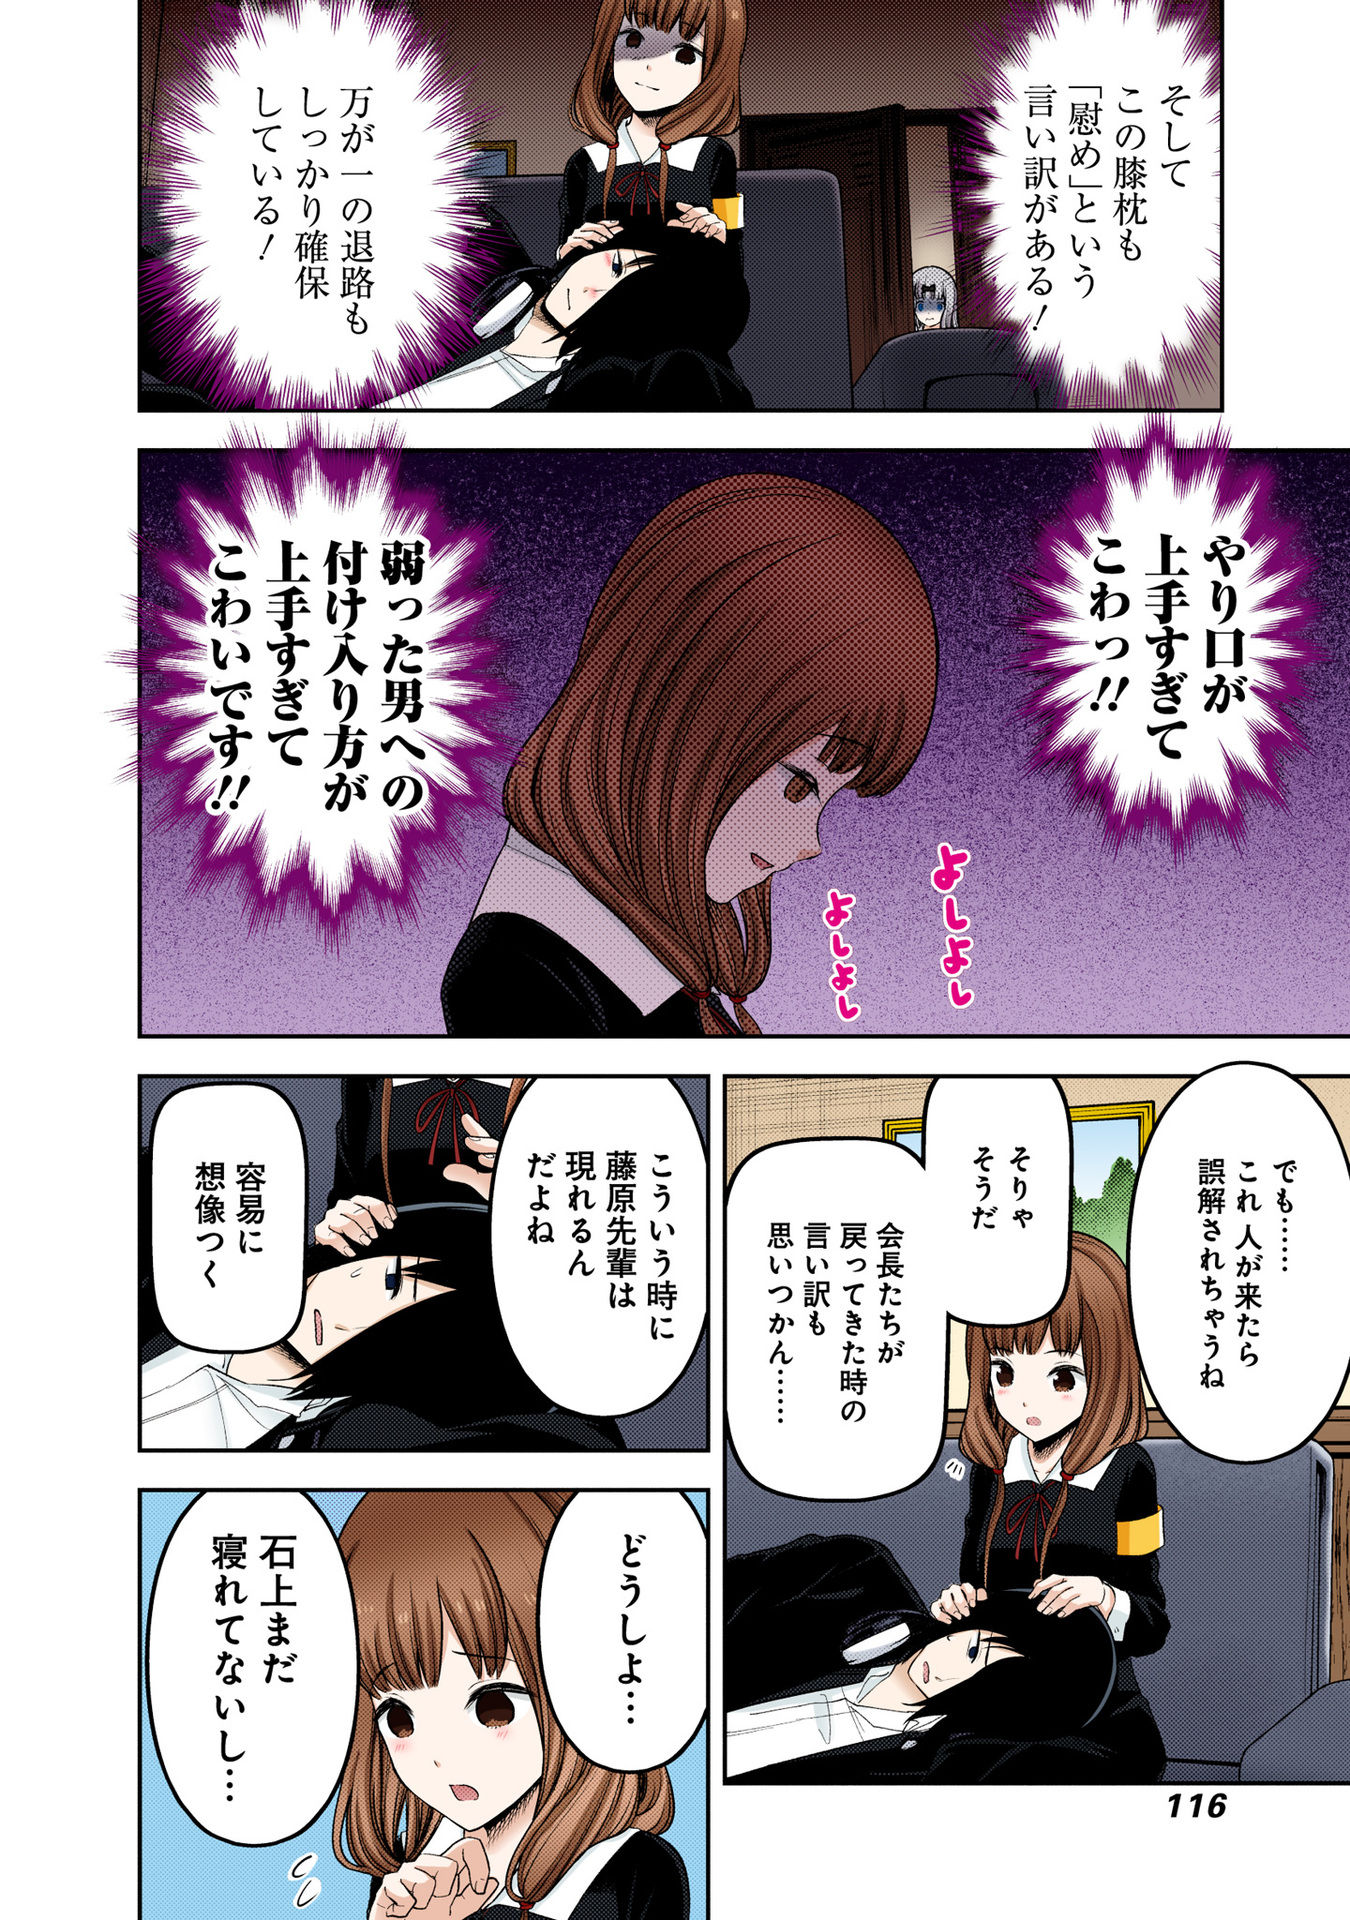 そして
この膝枕も
「慰め」という
言い訳がある!
万が一の退路も
しっかり確保
している!
やり口が
上手すぎて
こわっ!!
弱った男への
付け入り方が
上手すぎて
こわいです!!
よしよし
よしよし
でも……
これ人が来たら
誤解されちゃうね
そりゃ
そうだ
会長たちが
戻ってきた時の
言い訳も
思いつかん……
こういう時に
藤原先輩は
現れるん
だよね
容易に
想像つく
どうしよ…
石上まだ
寝れてないし…
116